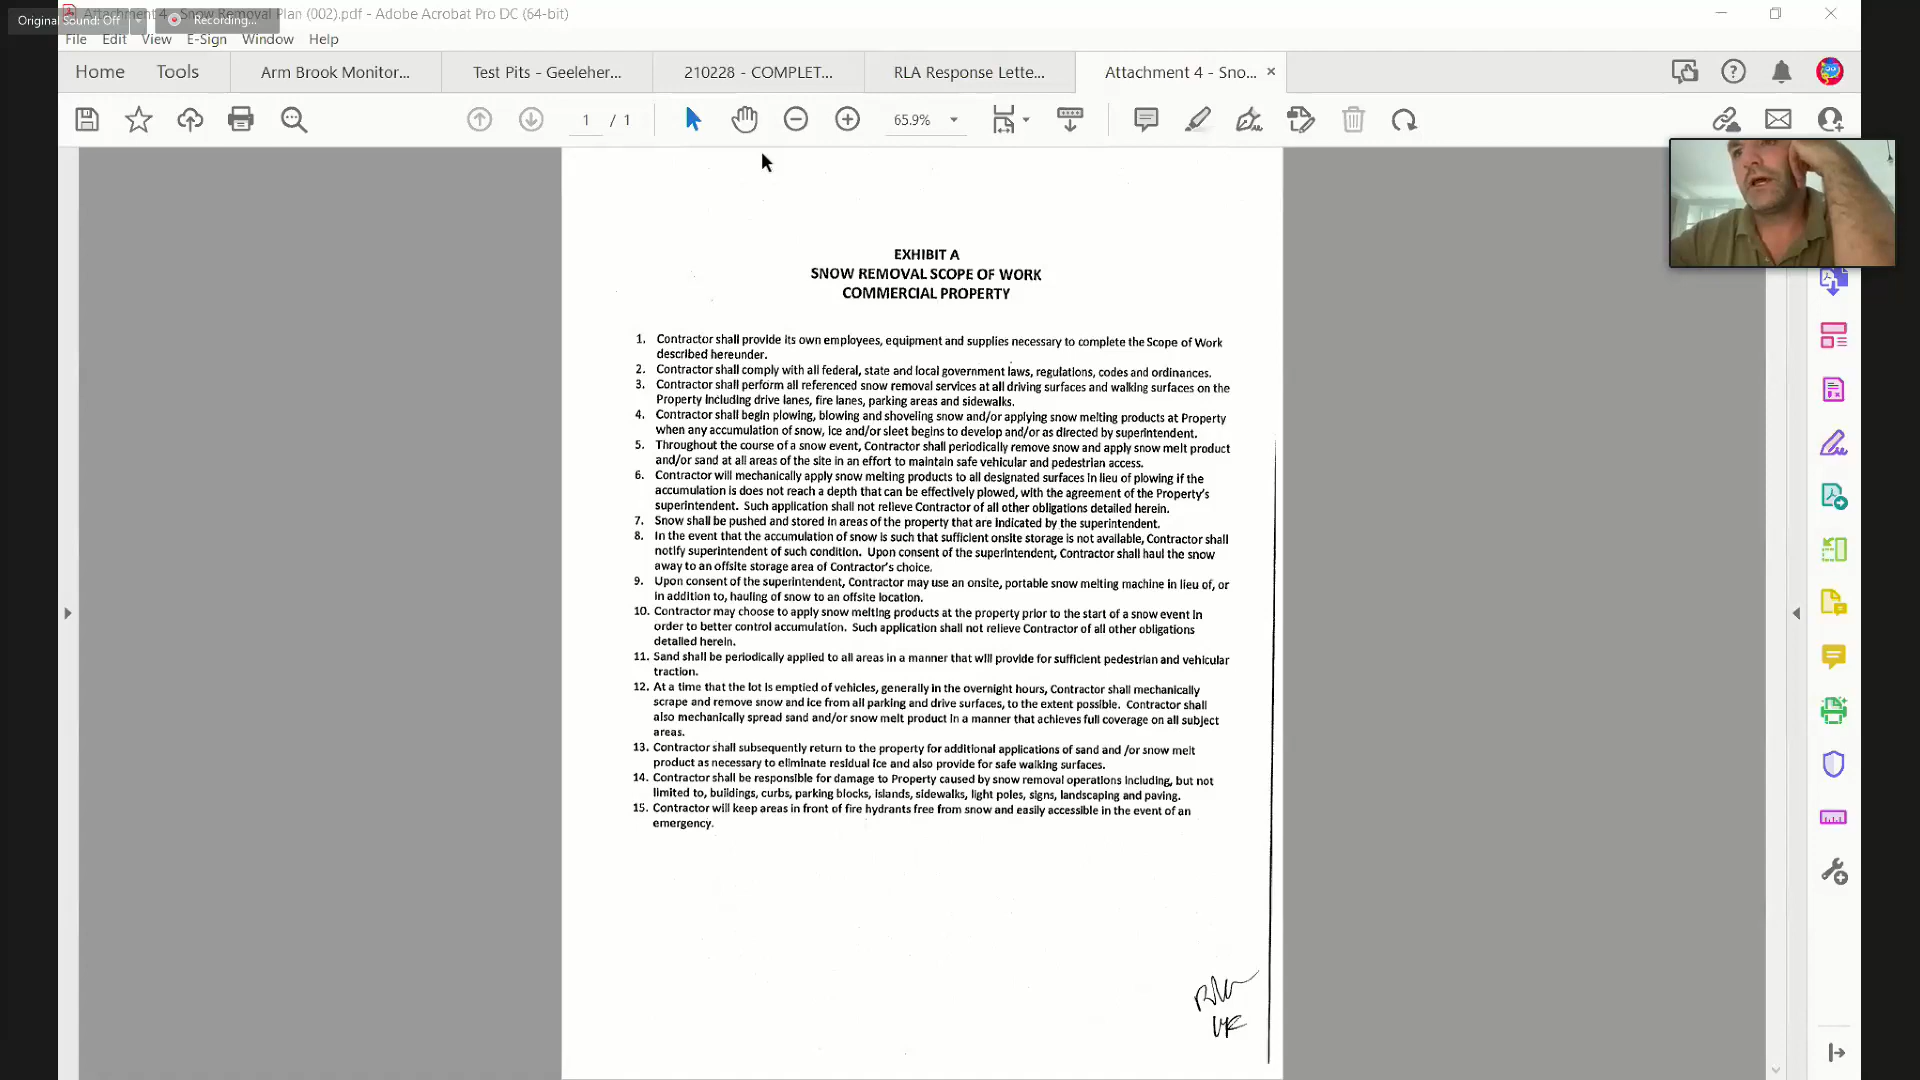 Attachment 4 - Snow Removal Plan (002).pdf - Adobe Acrobat Pro DC (64-bit)
Original Sound: Off
Recording...
File Edit View E-Sign Window Help
Home Tools Arm Brook Monitor... Test Pits - Geeleher... 210228 - COMPLET... RLA Response Lette... Attachment 4 - Sno...
1 / 1 65.9%
EXHIBIT A
SNOW REMOVAL SCOPE OF WORK
COMMERCIAL PROPERTY
1. Contractor shall provide its own employees, equipment and supplies necessary to complete the Scope of Work
described hereunder.
2. Contractor shall comply with all federal, state and local government laws, regulations, codes and ordinances.
3. Contractor shall perform all referenced snow removal services at all driving surfaces and walking surfaces on the
Property including drive lanes, fire lanes, parking areas and sidewalks.
4. Contractor shall begin plowing, blowing and shoveling snow and/or applying snow melting products at Property
when any accumulation of snow, ice and/or sleet begins to develop and/or as directed by superintendent.
5. Throughout the course of a snow event, Contractor shall periodically remove snow and apply snow melt product
and/or sand at all areas of the site in an effort to maintain safe vehicular and pedestrian access.
6. Contractor will mechanically apply snow melting products to all designated surfaces in lieu of plowing if the
accumulation is does not reach a depth that can be effectively plowed, with the agreement of the Property's
superintendent. Such application shall not relieve Contractor of all other obligations detailed herein.
7. Snow shall be pushed and stored in areas of the property that are indicated by the superintendent.
8. In the event that the accumulation of snow is such that sufficient onsite storage is not available, Contractor shall
notify superintendent of such condition. Upon consent of the superintendent, Contractor shall haul the snow
away to an offsite storage area of Contractor's choice.
9. Upon consent of the superintendent, Contractor may use an onsite, portable snow melting machine in lieu of, or
in addition to, hauling of snow to an offsite location.
10. Contractor may choose to apply snow melting products at the property prior to the start of a snow event in
order to better control accumulation. Such application shall not relieve Contractor of all other obligations
detailed herein.
11. Sand shall be periodically applied to all areas in a manner that will provide for sufficient pedestrian and vehicular
traction.
12. At a time that the lot is emptied of vehicles, generally in the overnight hours, Contractor shall mechanically
scrape and remove snow and ice from all parking and drive surfaces, to the extent possible. Contractor shall
also mechanically spread sand and/or snow melt product in a manner that achieves full coverage on all subject
areas.
13. Contractor shall subsequently return to the property for additional applications of sand and /or snow melt
product as necessary to eliminate residual ice and also provide for safe walking surfaces.
14. Contractor shall be responsible for damage to Property caused by snow removal operations including, but not
limited to, buildings, curbs, parking blocks, islands, sidewalks, light poles, signs, landscaping and paving.
15. Contractor will keep areas in front of fire hydrants free from snow and easily accessible in the event of an
emergency.